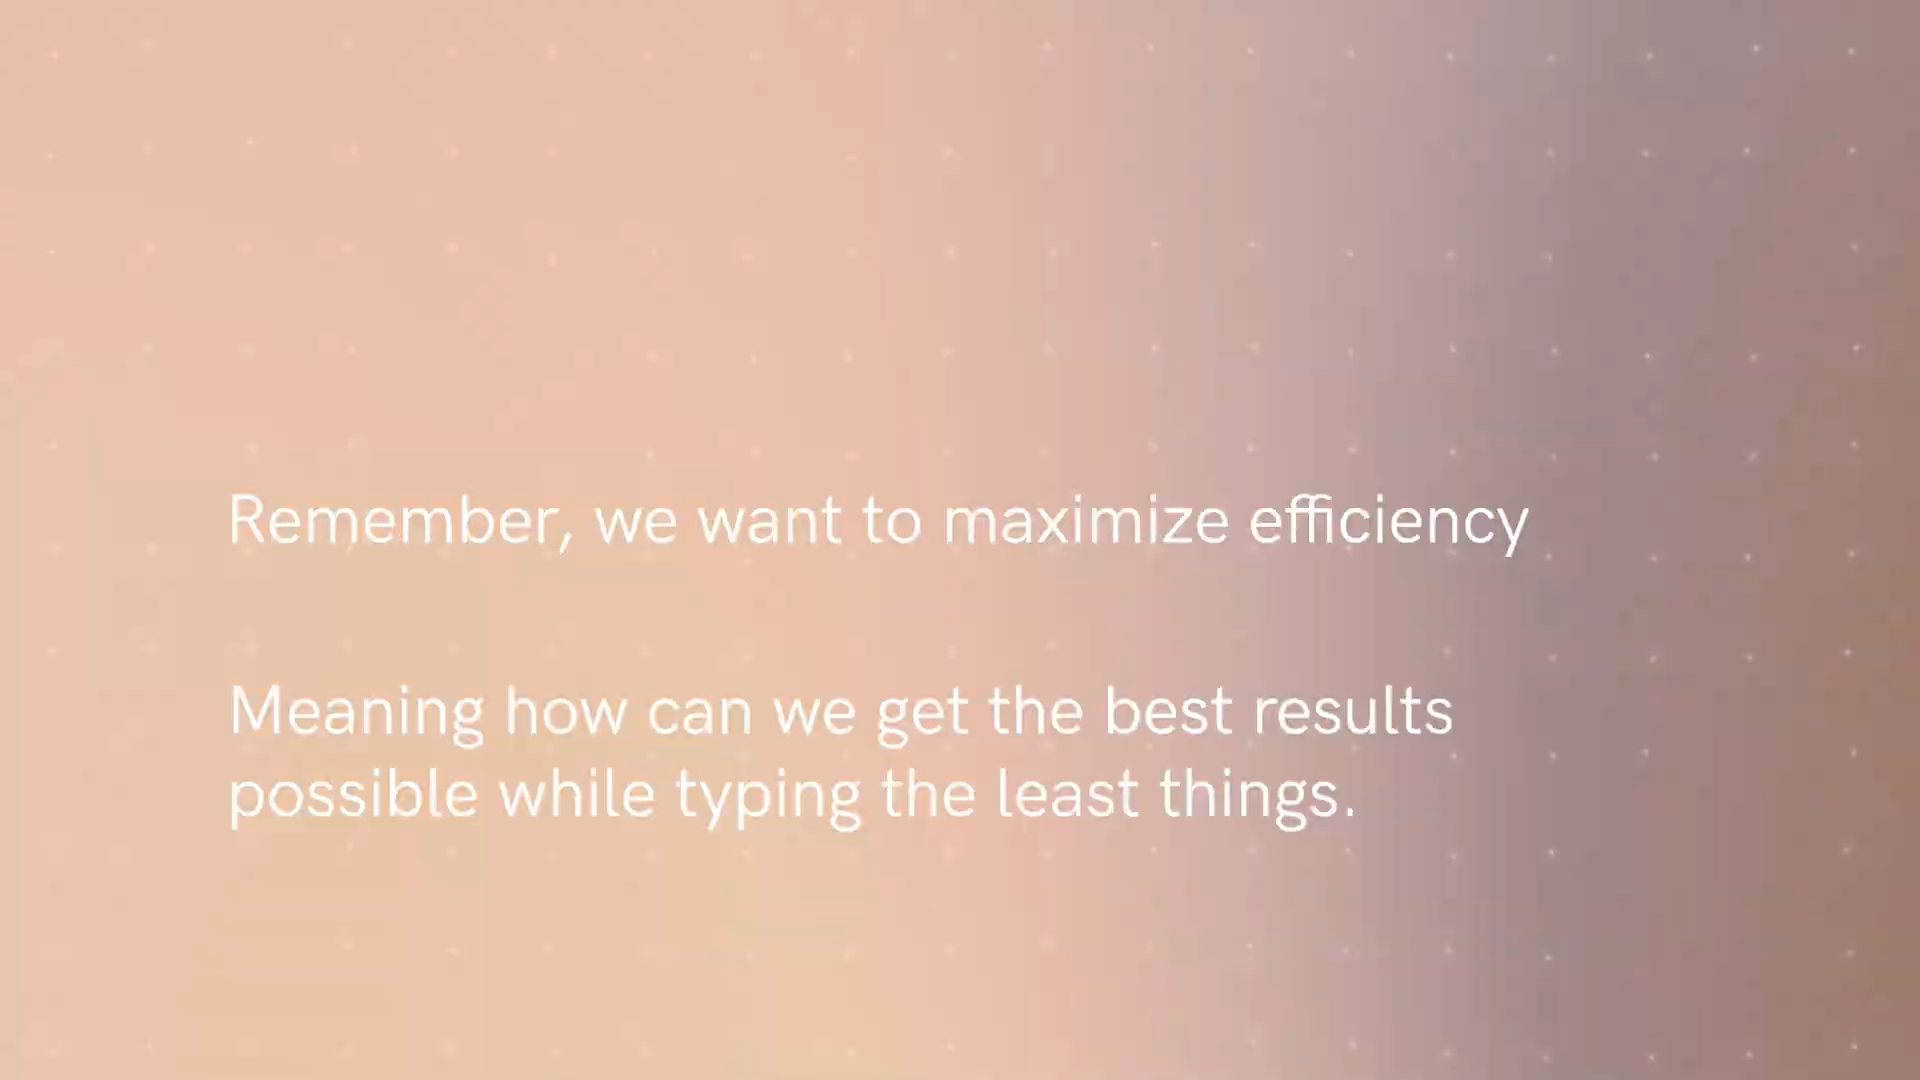 Remember, we want to maximize efficiency
Meaning how can we get the best results
possible while typing the least things.